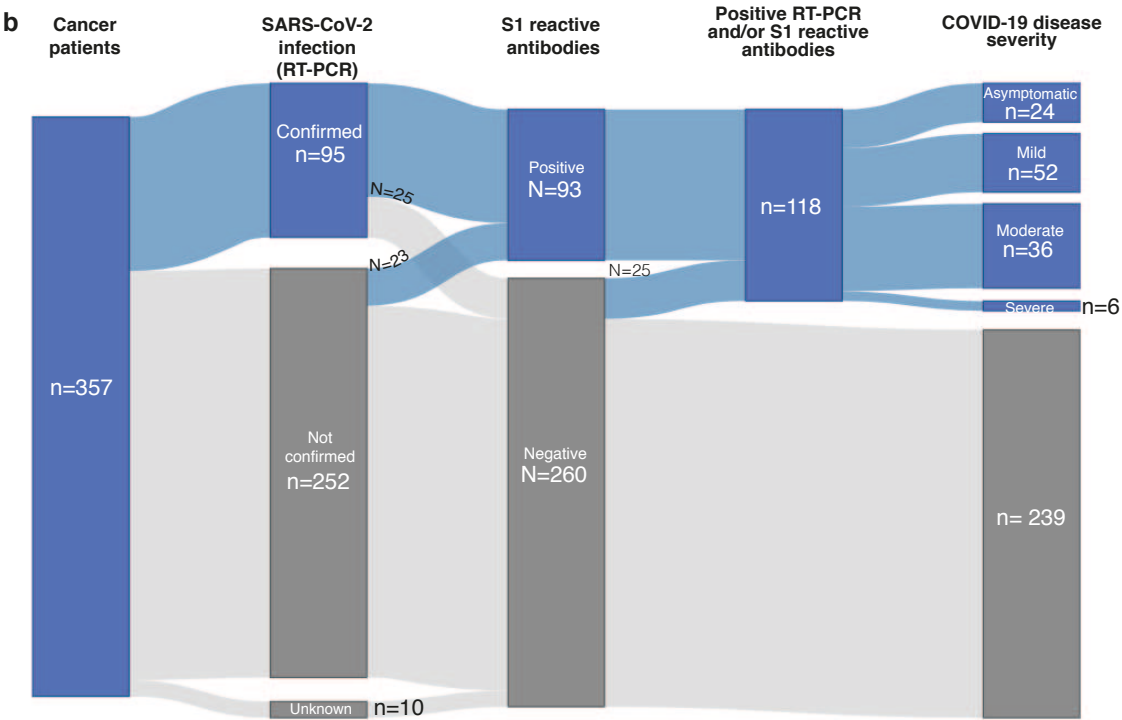 b
Cancer
patients
SARS-CoV-2
infection
(RT-PCR)
S1 reactive
antibodies
Positive RT-PCR
and/or S1 reactive
antibodies
COVID-19 disease
severity
n=357
Confirmed
n=95
N=25
N=23
Not
confirmed
n=252
Unknown
n=10
Positive
N=93
N=25
Negative
N=260
n=118
Asymptomatic
n=24
Mild
n=52
Moderate
n=36
Severe n=6
n= 239